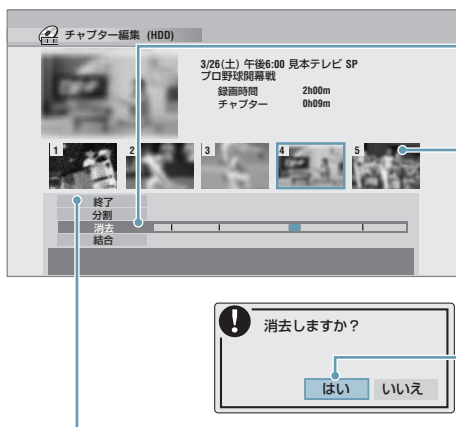 チャプター編集 (HDD)
3/26(土) 午後6:00 見本テレビ SP
プロ野球開幕戦
録画時間 2h00m
チャプター 0h09m
1 2 3 4 5
終了
分割
消去
結合
消去しますか？
はい いいえ